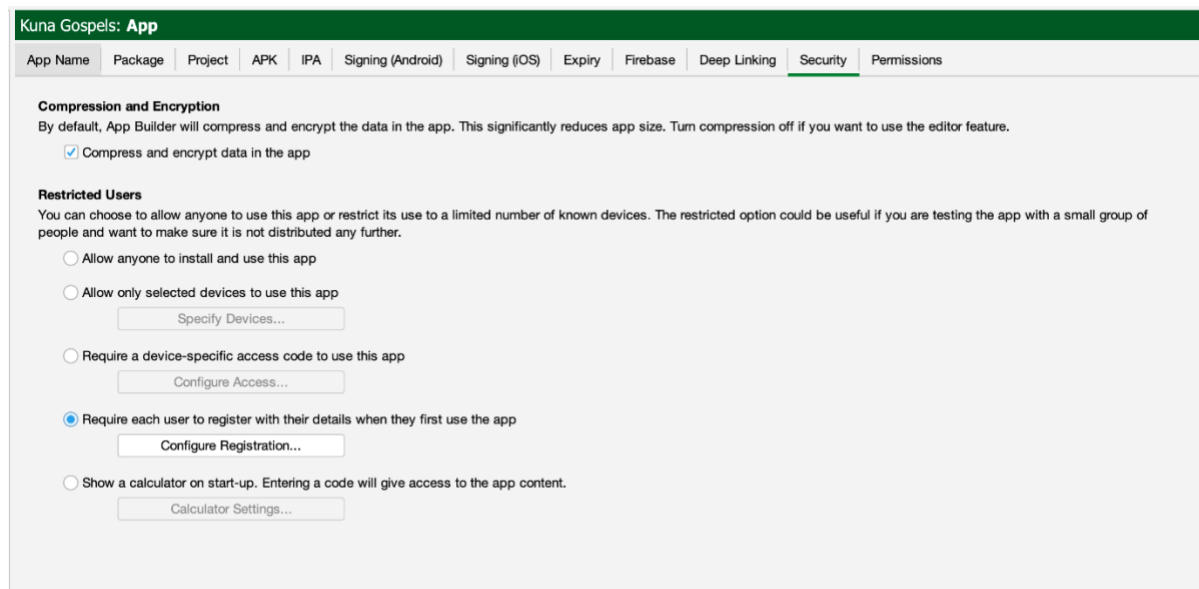 Kuna Gospels: App
App Name Package Project APK IPA Signing (Android) Signing (iOS) Expiry Firebase Deep Linking Security Permissions
Compression and Encryption
By default, App Builder will compress and encrypt the data in the app. This significantly reduces app size. Turn compression off if you want to use the editor feature.
Compress and encrypt data in the app
Restricted Users
You can choose to allow anyone to use this app or restrict its use to a limited number of known devices. The restricted option could be useful if you are testing the app with a small group of
people and want to make sure it is not distributed any further.
Allow anyone to install and use this app
Allow only selected devices to use this app
Specify Devices...
Require a device-specific access code to use this app
Configure Access...
Require each user to register with their details when they first use the app
Configure Registration...
Show a calculator on start-up. Entering a code will give access to the app content.
Calculator Settings...